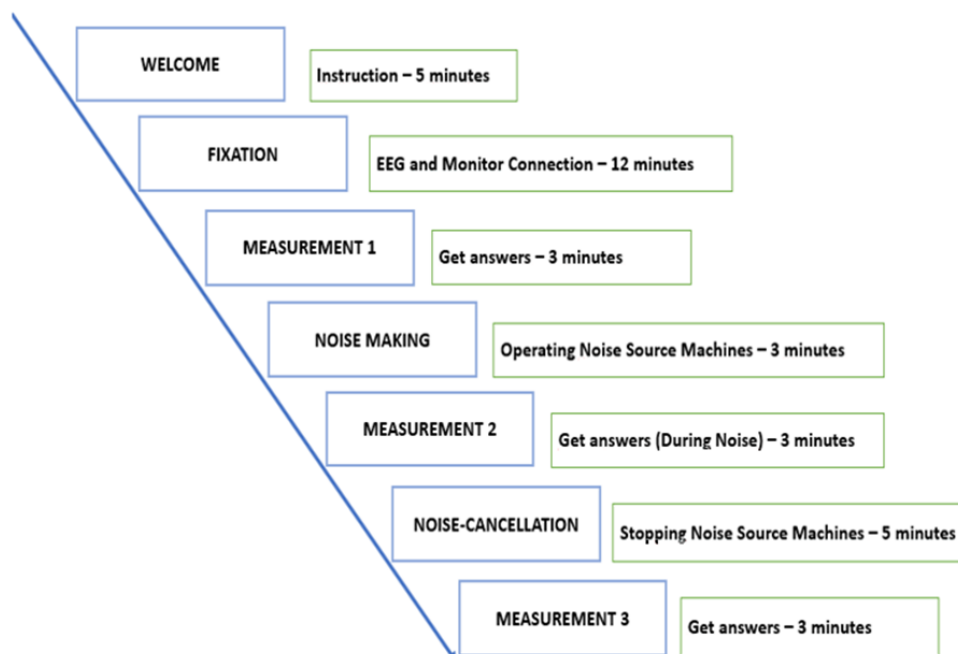 WELCOME
Instruction – 5 minutes
FIXATION
EEG and Monitor Connection – 12 minutes
MEASUREMENT 1
Get answers – 3 minutes
NOISE MAKING
Operating Noise Source Machines – 3 minutes
MEASUREMENT 2
Get answers (During Noise) – 3 minutes
NOISE-CANCELLATION
Stopping Noise Source Machines – 5 minutes
MEASUREMENT 3
Get answers – 3 minutes